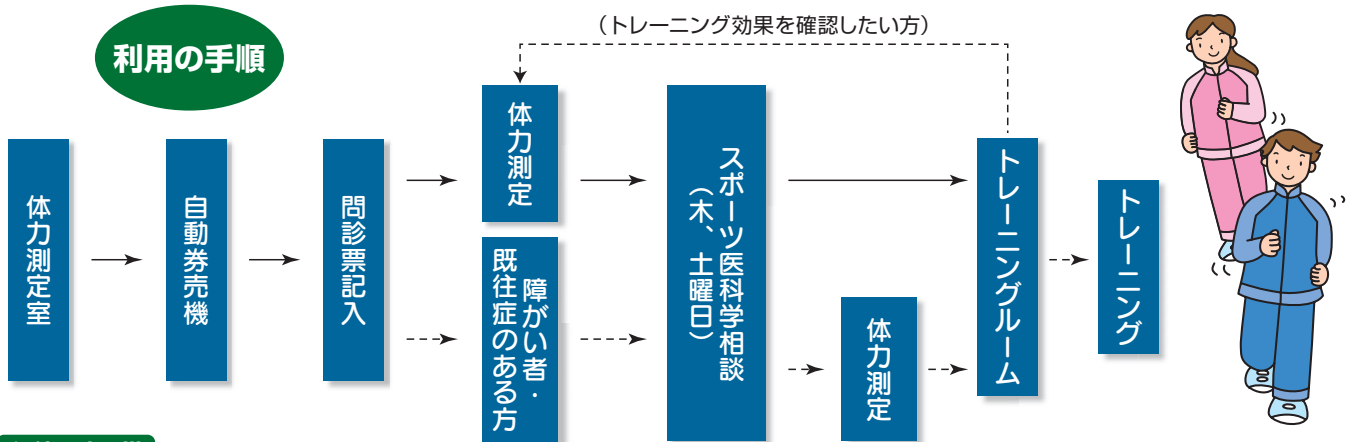 利用の手順
（トレーニング効果を確認したい方）
体力測定室
自動券売機
問診票記入
体力測定
障がい者・
既往症のある方
スポーツ医科学相談
（木、土曜日）
体力測定
トレーニングルーム
トレーニング